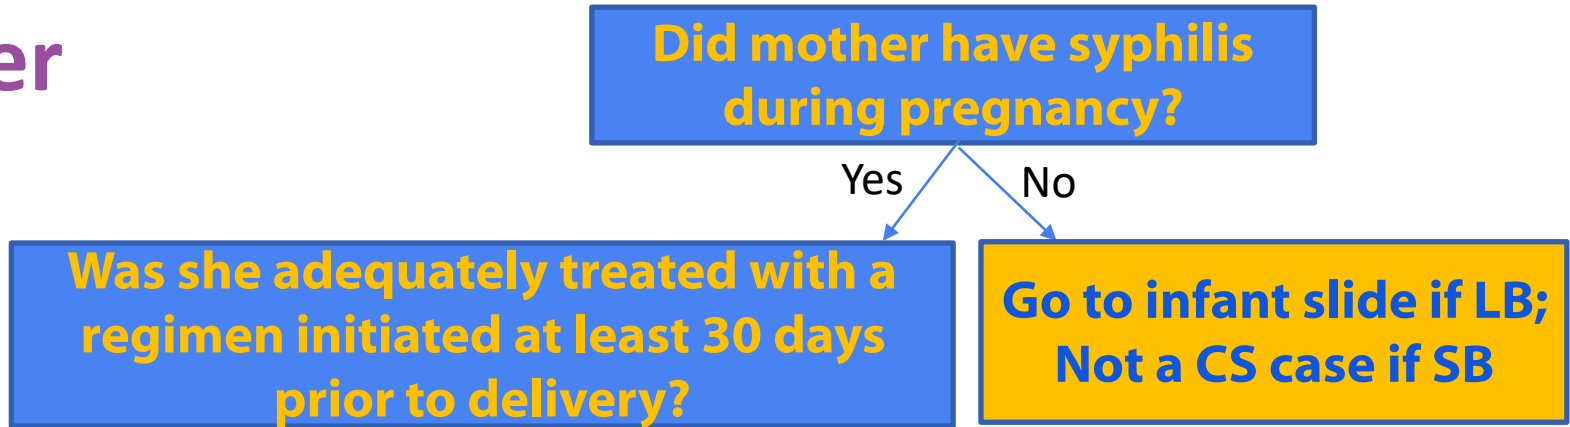 er
Did mother have syphilis
during pregnancy?
Yes
No
Was she adequately treated with a
regimen initiated at least 30 days
prior to delivery?
Go to infant slide if LB;
Not a CS case if SB